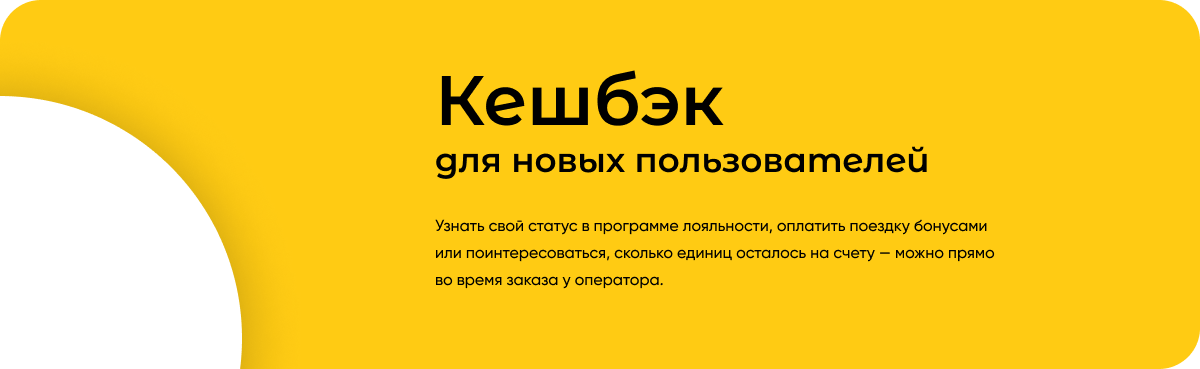 Кешбэк
для новых пользователей
Узнать свой статус в программе лояльности, оплатить поездку бонусами
или поинтересоваться, сколько единиц осталось на счету — можно прямо
во время заказа у оператора.